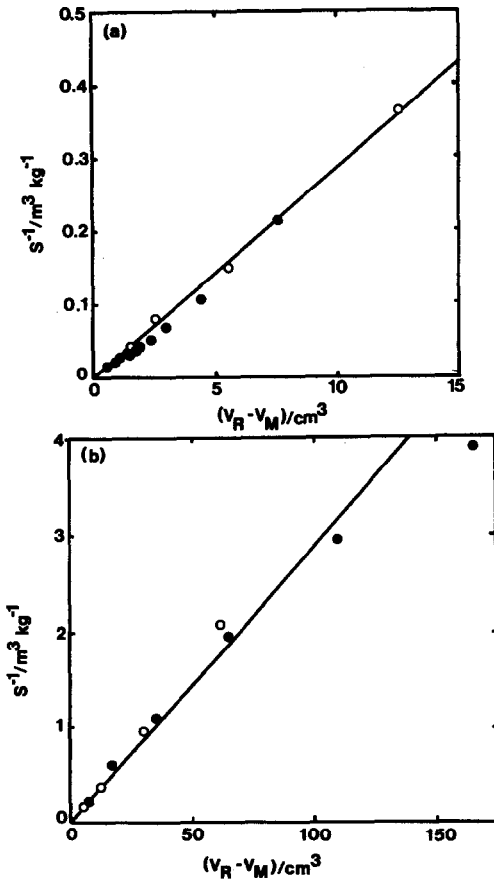 (a)
0.5
0.4
0.3
0.2
0.1
0
S⁻¹/m³ kg⁻¹
0 5 10 15
(V_R-V_M)/cm³
(b)
4
3
2
1
0
S⁻¹/m³ kg⁻¹
0 50 100 150
(V_R-V_M)/cm³